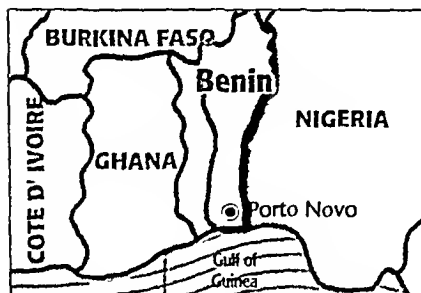 BURKINA FASO
Benin
NIGERIA
COTE D' IVOIRE
GHANA
Porto Novo
Gulf of
Guinea